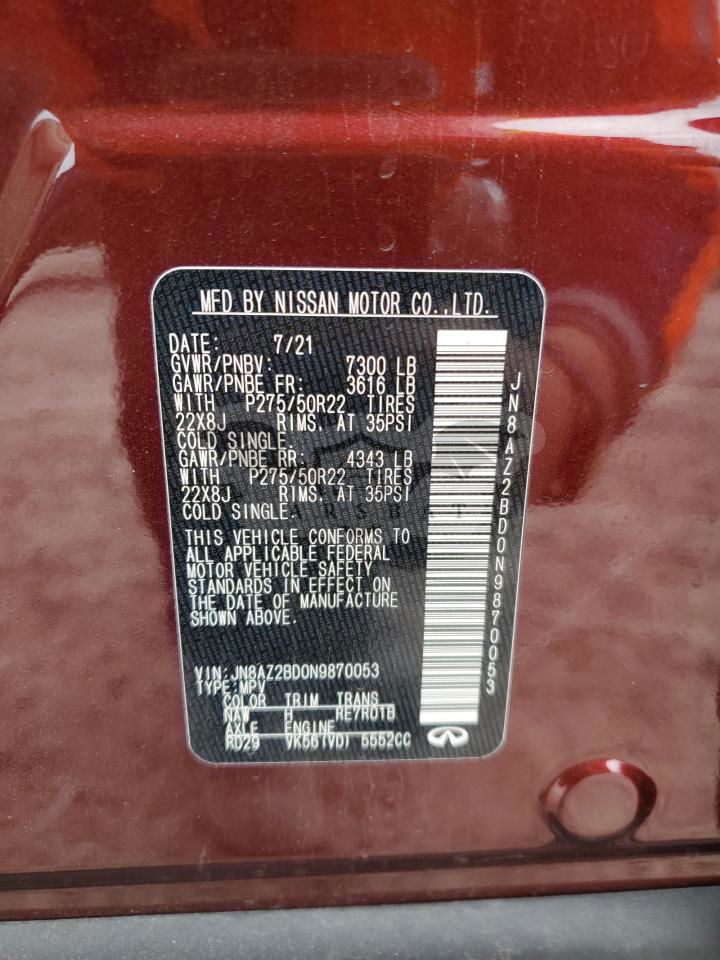 MFD BY NISSAN MOTOR CO.,LTD.
DATE: 7/21
GVWR/PNBV: 7300 LB
GAWR/PNBE FR: 3616 LB
WITH P275/50R22 TIRES
22X8J RIMS. AT 35PSI
COLD SINGLE.
GAWR/PNBE RR: 4343 LB
WITH P275/50R22 TIRES
22X8J RIMS. AT 35PSI
COLD SINGLE.
THIS VEHICLE CONFORMS TO
ALL APPLICABLE FEDERAL
MOTOR VEHICLE SAFETY
STANDARDS IN EFFECT ON
THE DATE OF MANUFACTURE
SHOWN ABOVE.
VIN:JN8AZ2BD0N9870053
TYPE:MPV
COLOR TRIM TRANS
NAW RE7R01B
AXLE ENGINE
RD29 VK56(VD) 5552CC
JN8AZ2BD0N9870053